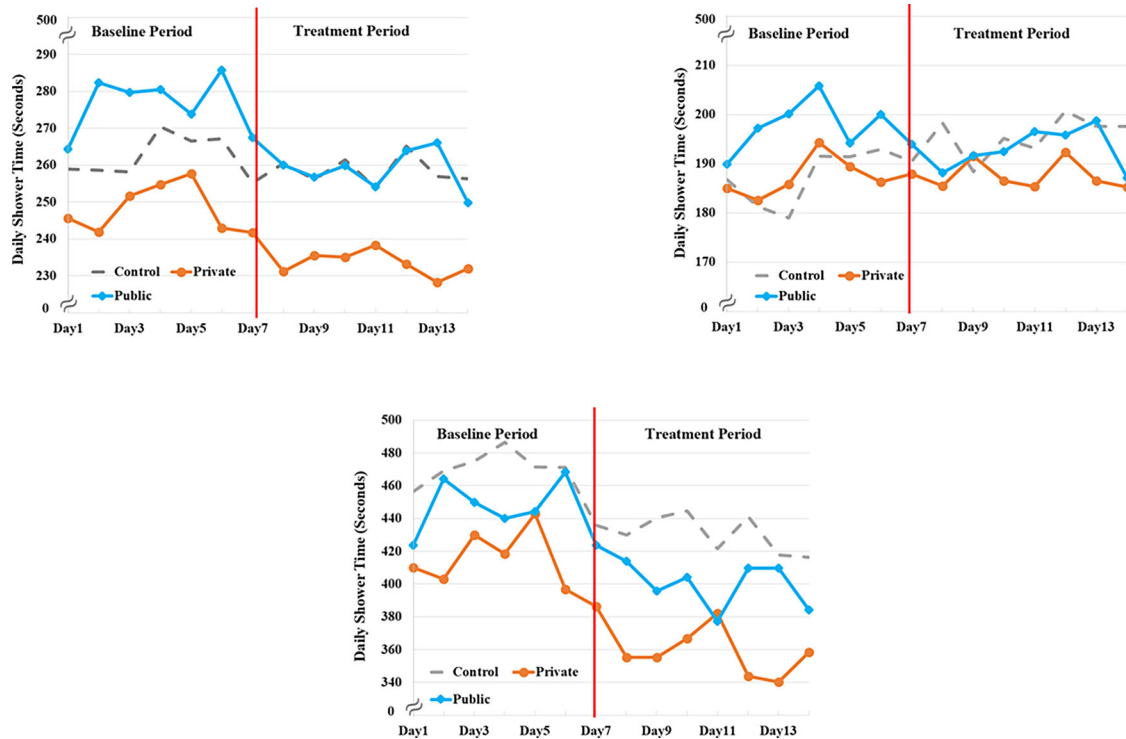 500
Baseline Period Treatment Period
290
280
270
260
250
240
230
0
Daily Shower Time (Seconds)
Control Private
Public
Day1 Day3 Day5 Day7 Day9 Day11 Day13
500
Baseline Period Treatment Period
210
200
190
180
170
0
Daily Shower Time (Seconds)
Control Private
Public
Day1 Day3 Day5 Day7 Day9 Day11 Day13
500
Baseline Period Treatment Period
480
460
440
420
400
380
360
340
0
Daily Shower Time (Seconds)
Control Private
Public
Day1 Day3 Day5 Day7 Day9 Day11 Day13